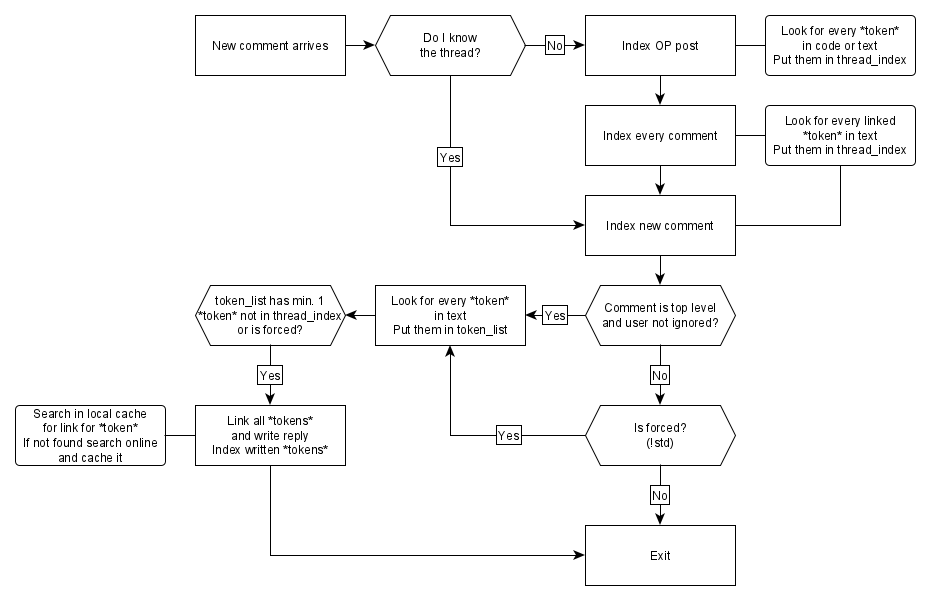 New comment arrives
Do I know
the thread?
No
Index OP post
Look for every *token*
in code or text
Put them in thread_index
Index every comment
Look for every linked
*token* in text
Put them in thread_index
Yes
Index new comment
token_list has min. 1
*token* not in thread_index
or is forced?
Look for every *token*
in text
Put them in token_list
Yes
Comment is top level
and user not ignored?
Yes
No
Search in local cache
for link for *token*
If not found search online
and cache it
Link all *tokens*
and write reply
Index written *tokens*
Yes
Is forced?
(!std)
No
Exit